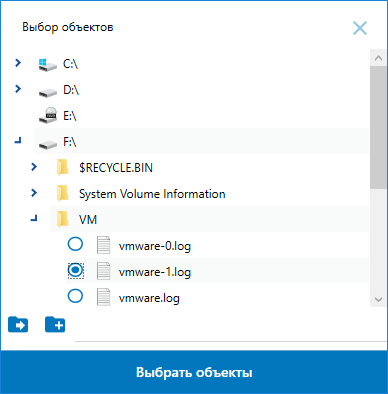 Выбор объектов
C:\
D:\
E:\
F:\
$RECYCLE.BIN
System Volume Information
VM
vmware-0.log
vmware-1.log
vmware.log
Выбрать объекты